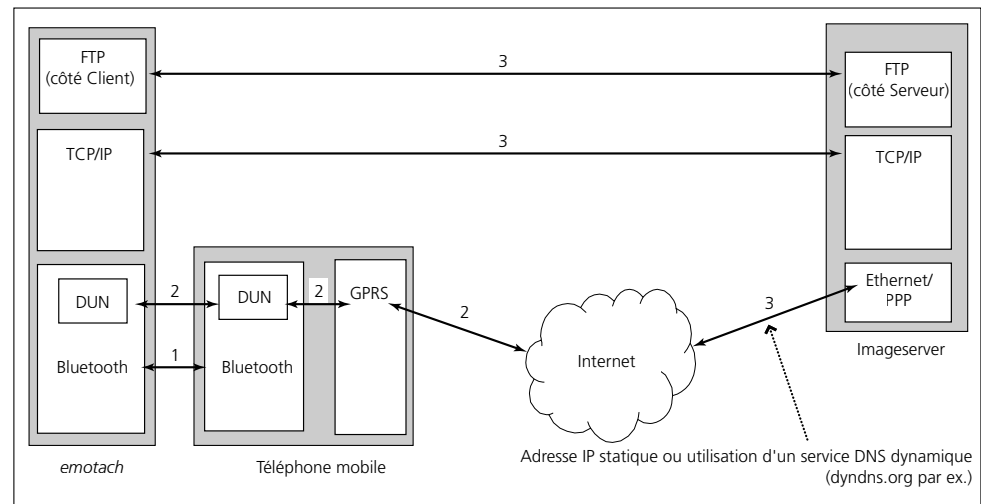 FTP
(côté Client)
3
FTP
(côté Serveur)
TCP/IP
3
TCP/IP
DUN
2
DUN
2
GPRS
2
3
Ethernet/
PPP
Bluetooth
1
Bluetooth
Internet
Imageserver
emotach
Téléphone mobile
Adresse IP statique ou utilisation d'un service DNS dynamique
(dyndns.org par ex.)